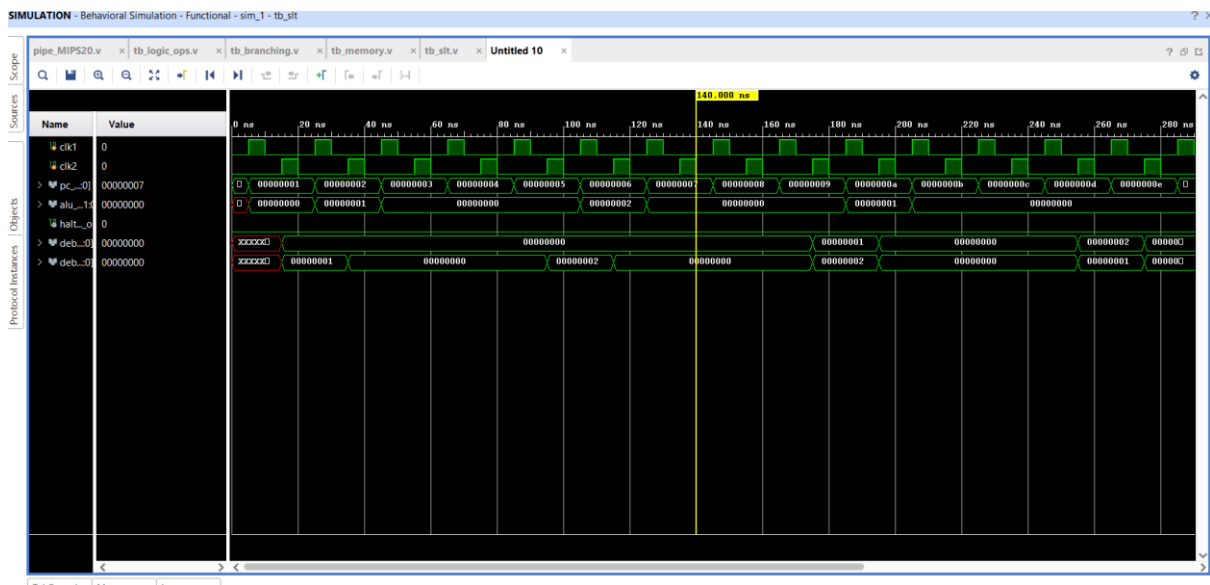 SIMULATION - Behavioral Simulation - Functional - sim_1 - tb_slt
pipe_MIPS20.v tb_logic_ops.v tb_branching.v tb_memory.v tb_slt.v Untitled 10
Scope
Sources
Objects
Protocol Instances
140.000 ns
Name Value
0 ns 20 ns 40 ns 60 ns 80 ns 100 ns 120 ns 140 ns 160 ns 180 ns 200 ns 220 ns 240 ns 260 ns 280 ns
clk1 0
clk2 0
pc_...:0] 00000007 00000001 00000002 00000003 00000004 00000005 00000006 00000007 00000008 00000009 0000000a 0000000b 0000000c 0000000d 0000000e
alu_...1:0 00000000 00000000 00000001 00000000 00000002 00000000 00000001 00000000
halt..._o 0
deb...:0] 00000000 XXXXX 00000000 00000001 00000000 00000002 00000
deb...:0] 00000000 XXXXX 00000001 00000000 00000002 00000000 00000002 00000000 00000001 00000